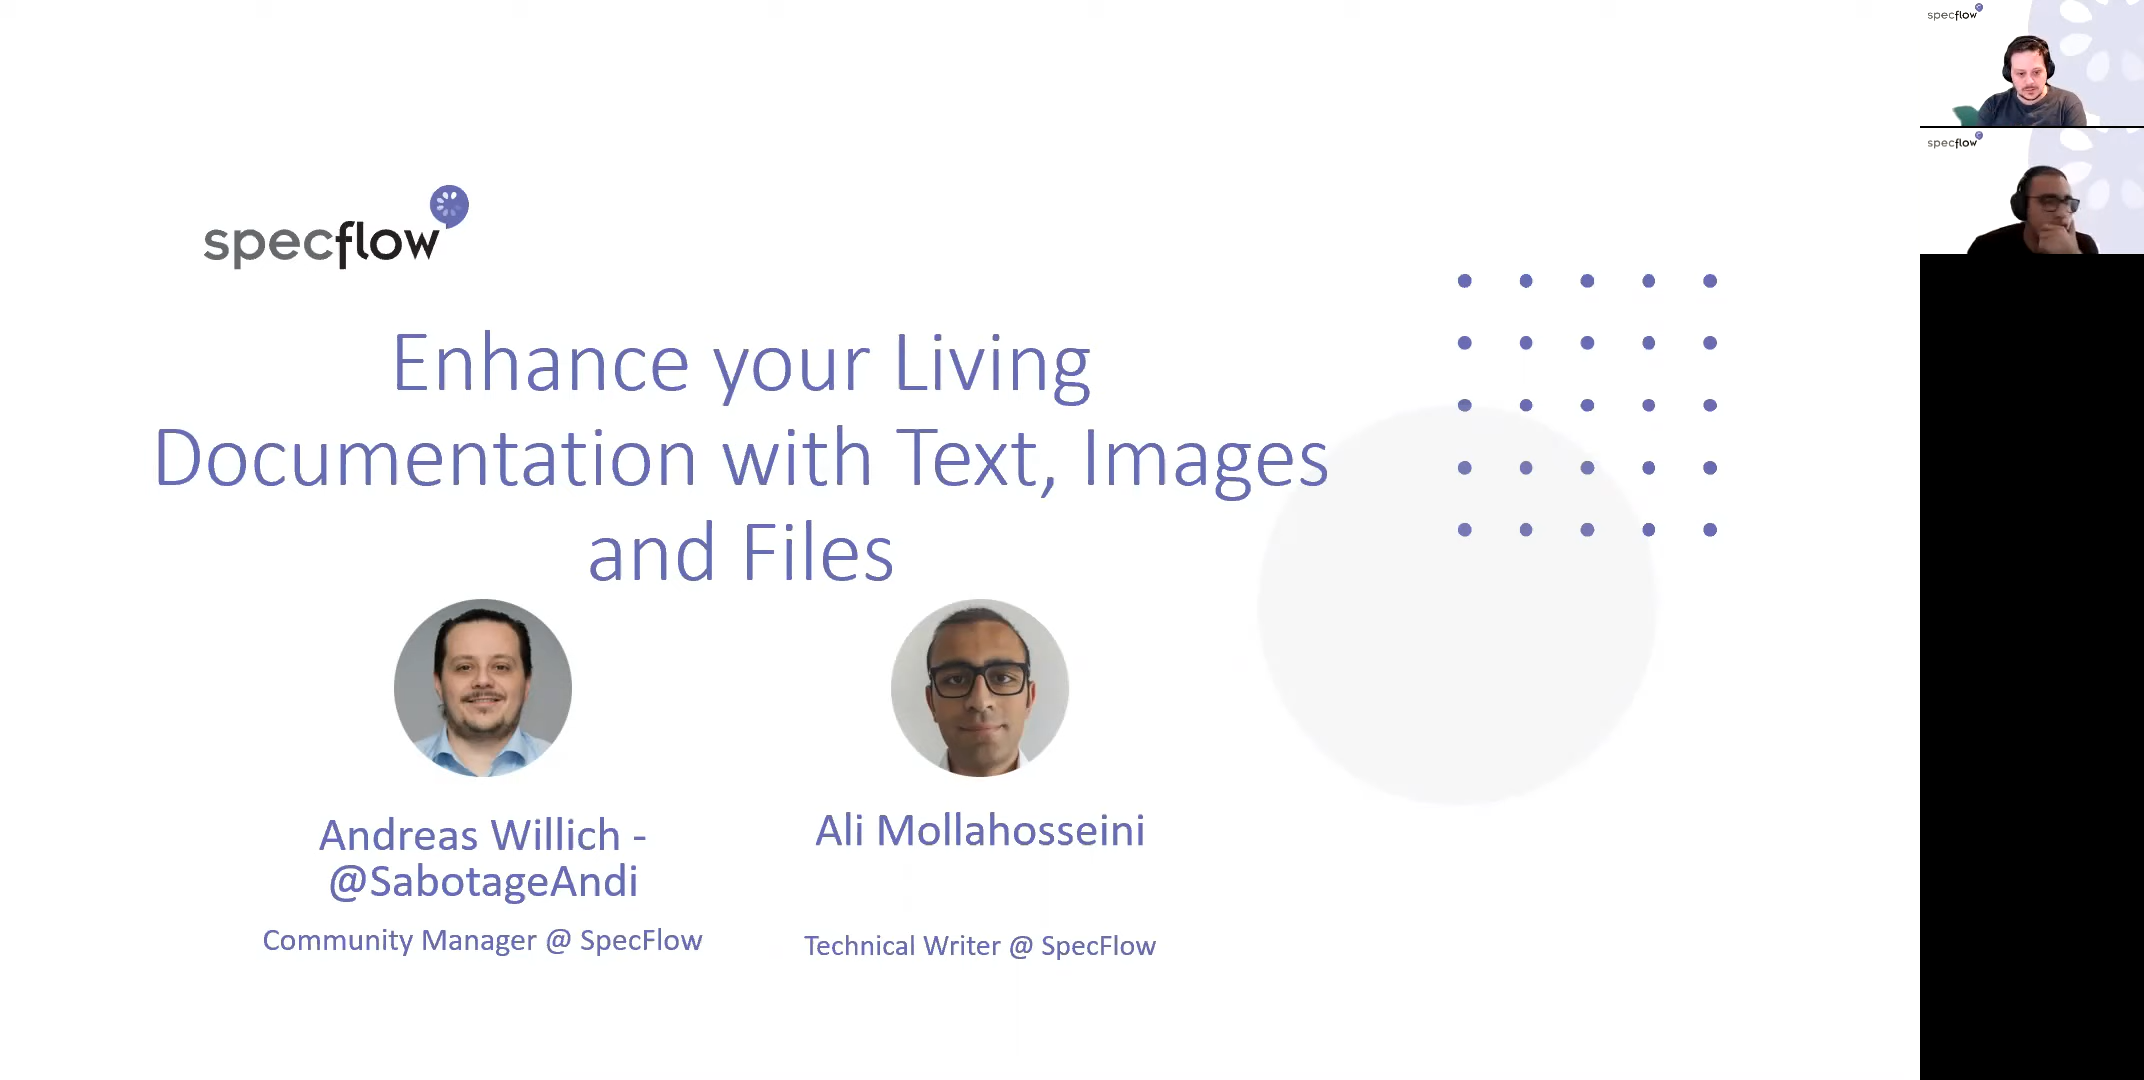 specflow
Enhance your Living
Documentation with Text, Images
and Files
Andreas Willich -
@SabotageAndi
Community Manager @ SpecFlow
Ali Mollahosseini
Technical Writer @ SpecFlow
specflow
specflow